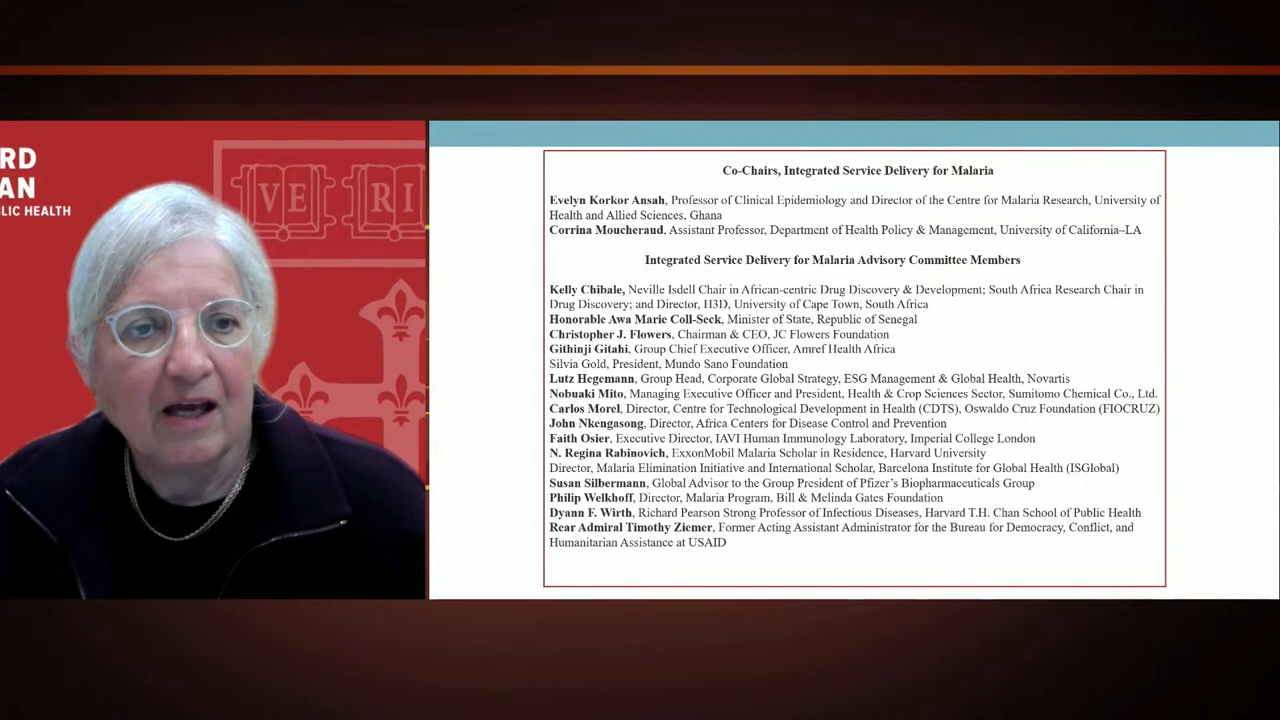 RD
AN
BLIC HEALTH
VE
RI
Co-Chairs, Integrated Service Delivery for Malaria
Evelyn Korkor Ansah, Professor of Clinical Epidemiology and Director of the Centre for Malaria Research, University of
Health and Allied Sciences, Ghana
Corrina Moucheraud, Assistant Professor, Department of Health Policy & Management, University of California–LA
Integrated Service Delivery for Malaria Advisory Committee Members
Kelly Chibale, Neville Isdell Chair in African-centric Drug Discovery & Development; South Africa Research Chair in
Drug Discovery; and Director, H3D, University of Cape Town, South Africa
Honorable Awa Marie Coll-Seck, Minister of State, Republic of Senegal
Christopher J. Flowers, Chairman & CEO, JC Flowers Foundation
Githinji Gitahi, Group Chief Executive Officer, Amref Health Africa
Silvia Gold, President, Mundo Sano Foundation
Lutz Hegemann, Group Head, Corporate Global Strategy, ESG Management & Global Health, Novartis
Nobuaki Mito, Managing Executive Officer and President, Health & Crop Sciences Sector, Sumitomo Chemical Co., Ltd.
Carlos Morel, Director, Centre for Technological Development in Health (CDTS), Oswaldo Cruz Foundation (FIOCRUZ)
John Nkengasong, Director, Africa Centers for Disease Control and Prevention
Faith Osier, Executive Director, IAVI Human Immunology Laboratory, Imperial College London
N. Regina Rabinovich, ExxonMobil Malaria Scholar in Residence, Harvard University
Director, Malaria Elimination Initiative and International Scholar, Barcelona Institute for Global Health (ISGlobal)
Susan Silbermann, Global Advisor to the Group President of Pfizer's Biopharmaceuticals Group
Philip Welkhoff, Director, Malaria Program, Bill & Melinda Gates Foundation
Dyann F. Wirth, Richard Pearson Strong Professor of Infectious Diseases, Harvard T.H. Chan School of Public Health
Rear Admiral Timothy Ziemer, Former Acting Assistant Administrator for the Bureau for Democracy, Conflict, and
Humanitarian Assistance at USAID